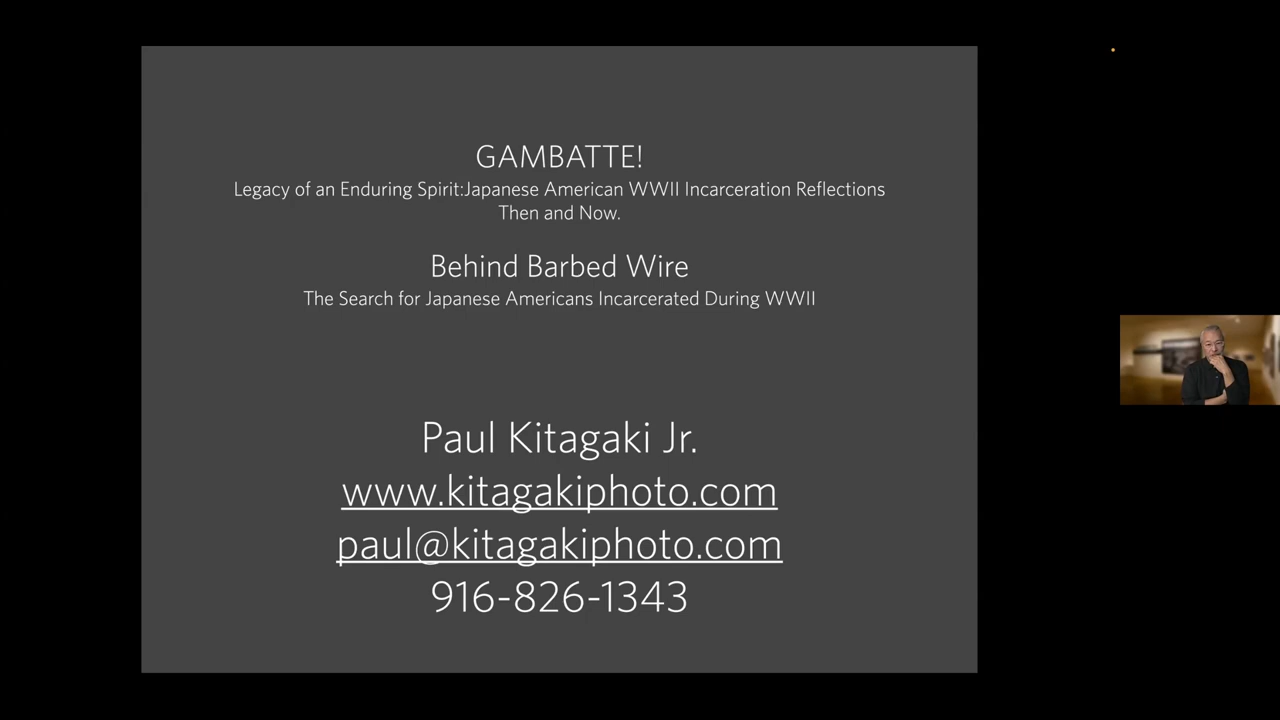 GAMBATTE!
Legacy of an Enduring Spirit:Japanese American WWII Incarceration Reflections
Then and Now.
Behind Barbed Wire
The Search for Japanese Americans Incarcerated During WWII
Paul Kitagaki Jr.
www.kitagakiphoto.com
paul@kitagakiphoto.com
916-826-1343